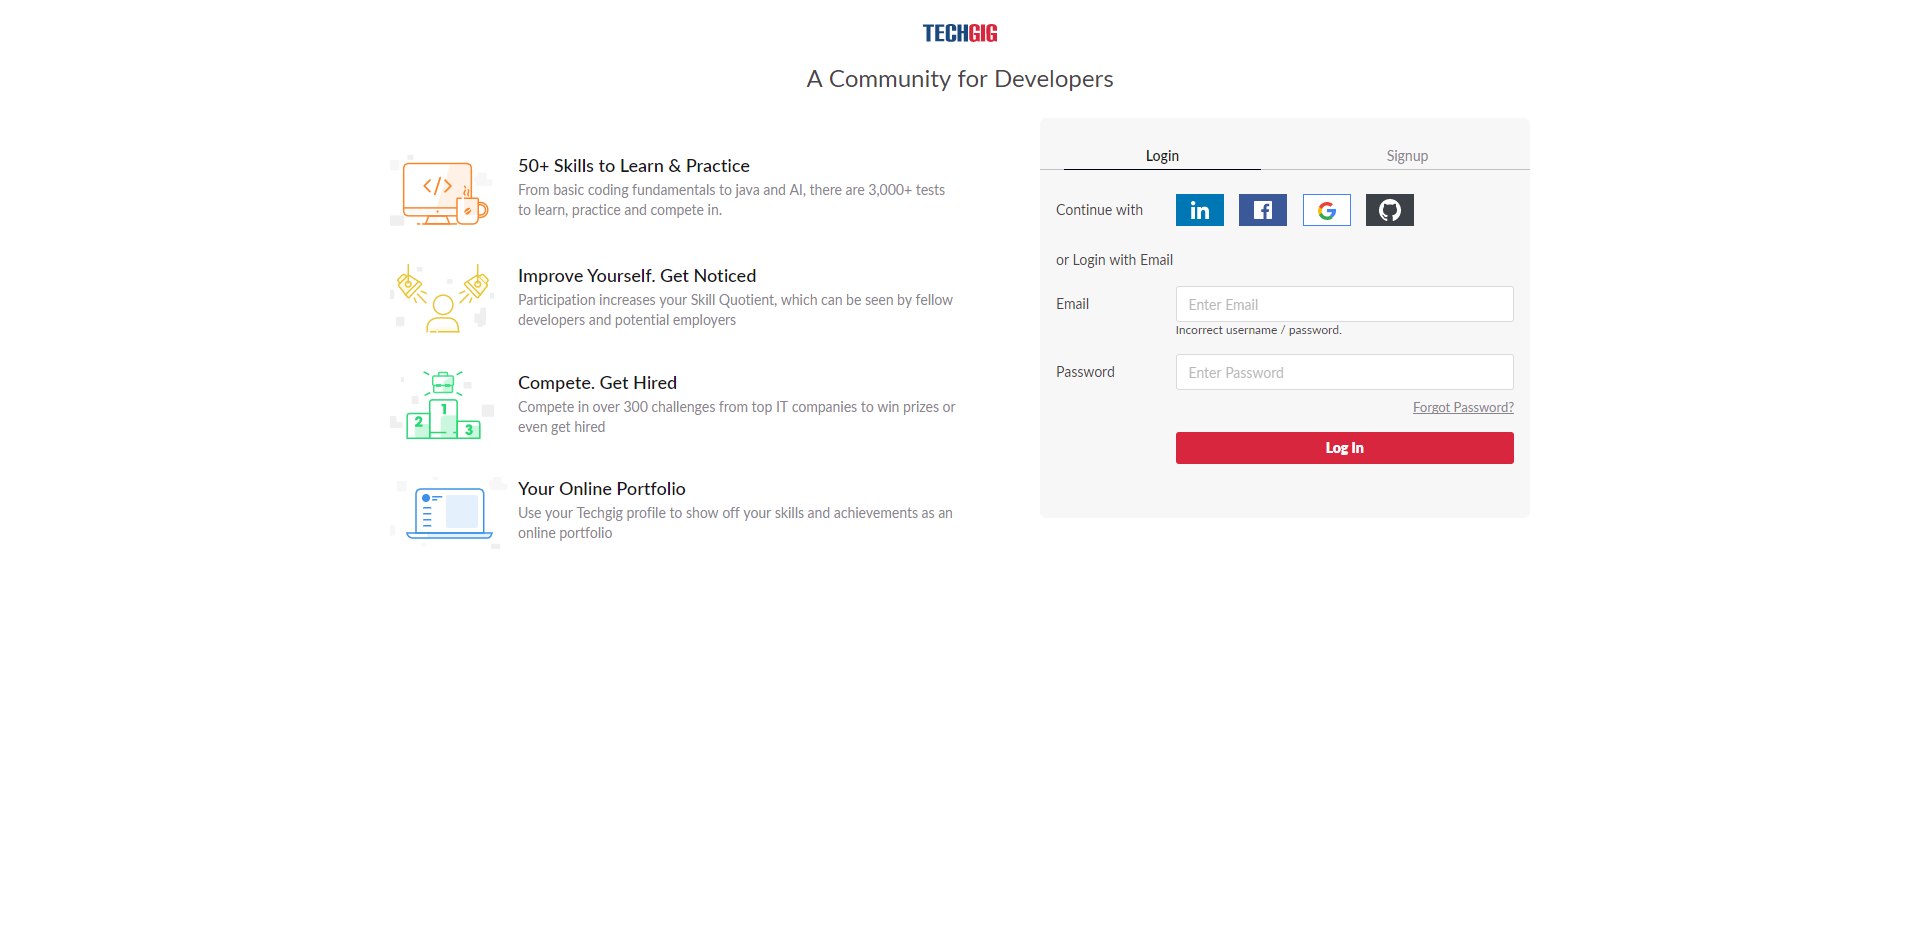 TECHGIG
A Community for Developers
50+ Skills to Learn & Practice
From basic coding fundamentals to java and AI, there are 3,000+ tests
to learn, practice and compete in.
Improve Yourself. Get Noticed
Participation increases your Skill Quotient, which can be seen by fellow
developers and potential employers
1
2
3
Compete. Get Hired
Compete in over 300 challenges from top IT companies to win prizes or
even get hired
Your Online Portfolio
Use your Techgig profile to show off your skills and achievements as an
online portfolio
Login
Signup
Continue with
in
or Login with Email
Email
Enter Email
Incorrect username / password.
Password
Enter Password
Forgot Password?
Log In